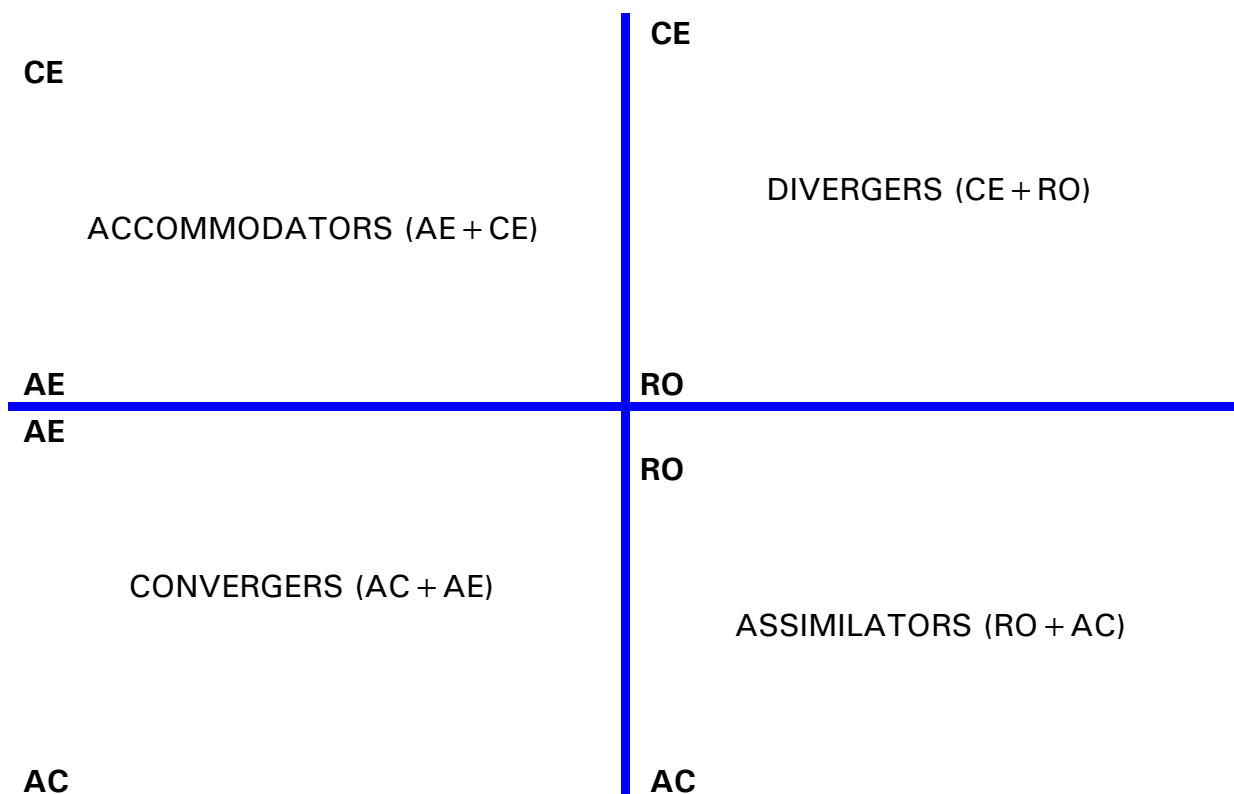 CE
CE
DIVERGERS (CE + RO)
ACCOMMODATORS (AE + CE)
AE
RO
AE
RO
CONVERGERS (AC + AE)
ASSIMILATORS (RO + AC)
AC
AC